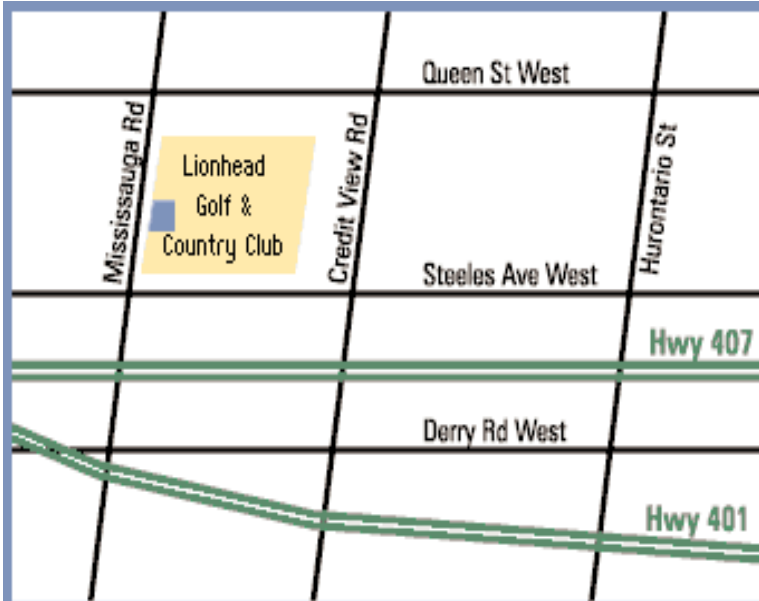 Queen St West
Mississauga Rd
Lionhead
Golf &
Country Club
Credit View Rd
Hurontario St
Steeles Ave West
Hwy 407
Derry Rd West
Hwy 401